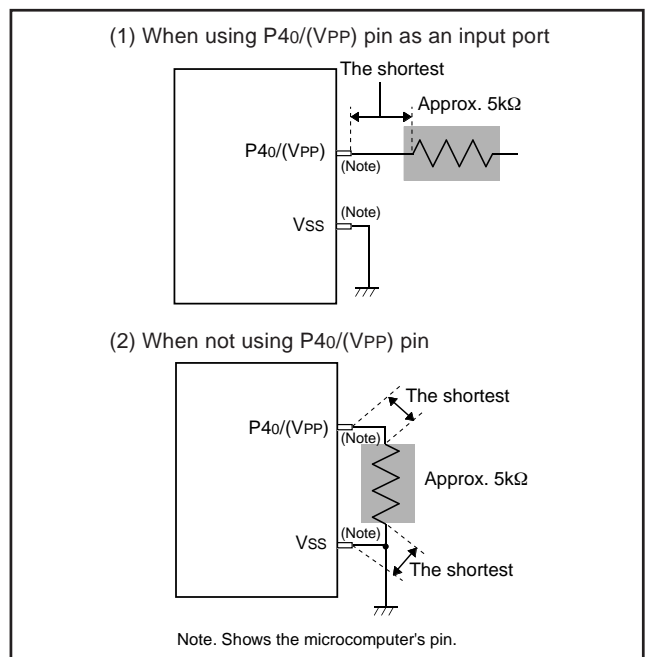 (1) When using P40/(VPP) pin as an input port
The shortest
Approx. 5kΩ
P40/(VPP)
(Note)
(Note)
VSS
(2) When not using P40/(VPP) pin
The shortest
P40/(VPP)
(Note)
Approx. 5kΩ
(Note)
VSS
The shortest
Note. Shows the microcomputer's pin.